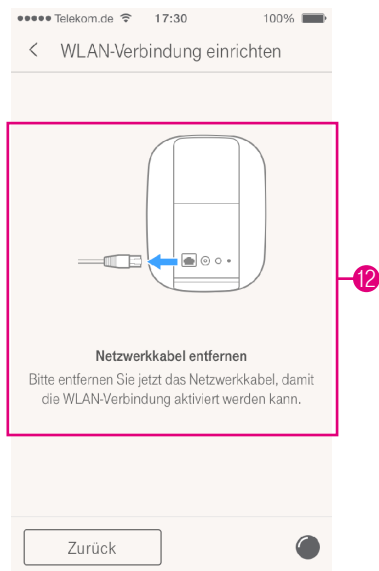 Telekom.de 17:30 100%
WLAN-Verbindung einrichten
12
Netzwerkkabel entfernen
Bitte entfernen Sie jetzt das Netzwerkkabel, damit
die WLAN-Verbindung aktiviert werden kann.
Zurück